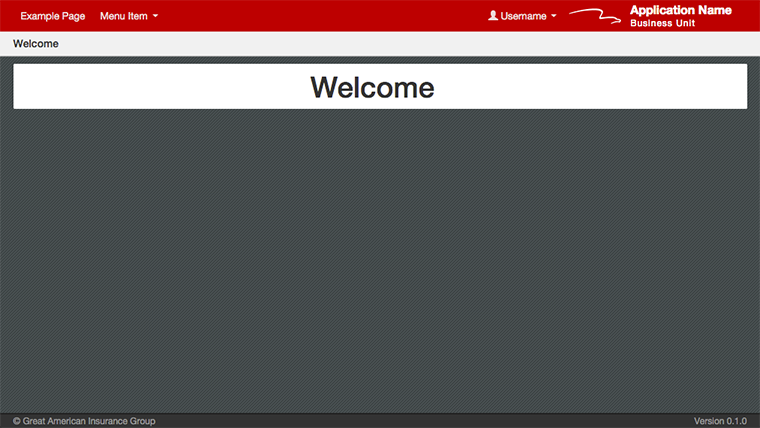 Example Page Menu Item Username Application Name
Business Unit
Welcome
Welcome
© Great American Insurance Group Version 0.1.0